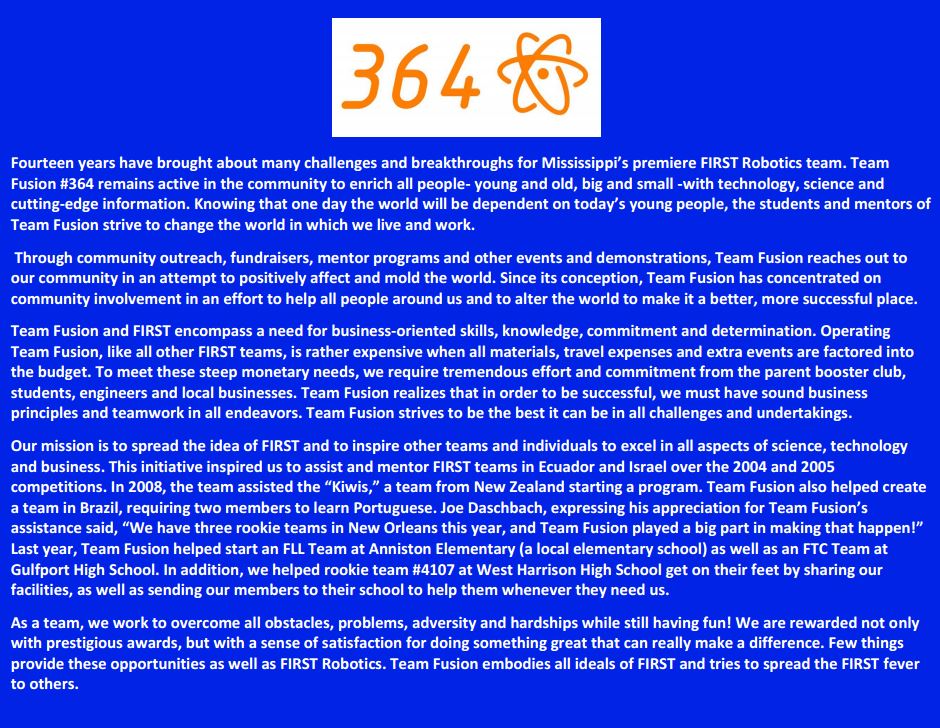 364
Fourteen years have brought about many challenges and breakthroughs for Mississippi's premiere FIRST Robotics team. Team
Fusion #364 remains active in the community to enrich all people- young and old, big and small -with technology, science and
cutting-edge information. Knowing that one day the world will be dependent on today's young people, the students and mentors of
Team Fusion strive to change the world in which we live and work.
Through community outreach, fundraisers, mentor programs and other events and demonstrations, Team Fusion reaches out to
our community in an attempt to positively affect and mold the world. Since its conception, Team Fusion has concentrated on
community involvement in an effort to help all people around us and to alter the world to make it a better, more successful place.
Team Fusion and FIRST encompass a need for business-oriented skills, knowledge, commitment and determination. Operating
Team Fusion, like all other FIRST teams, is rather expensive when all materials, travel expenses and extra events are factored into
the budget. To meet these steep monetary needs, we require tremendous effort and commitment from the parent booster club,
students, engineers and local businesses. Team Fusion realizes that in order to be successful, we must have sound business
principles and teamwork in all endeavors. Team Fusion strives to be the best it can be in all challenges and undertakings.
Our mission is to spread the idea of FIRST and to inspire other teams and individuals to excel in all aspects of science, technology
and business. This initiative inspired us to assist and mentor FIRST teams in Ecuador and Israel over the 2004 and 2005
competitions. In 2008, the team assisted the “Kiwis,” a team from New Zealand starting a program. Team Fusion also helped create
a team in Brazil, requiring two members to learn Portuguese. Joe Daschbach, expressing his appreciation for Team Fusion's
assistance said, “We have three rookie teams in New Orleans this year, and Team Fusion played a big part in making that happen!”
Last year, Team Fusion helped start an FLL Team at Anniston Elementary (a local elementary school) as well as an FTC Team at
Gulfport High School. In addition, we helped rookie team #4107 at West Harrison High School get on their feet by sharing our
facilities, as well as sending our members to their school to help them whenever they need us.
As a team, we work to overcome all obstacles, problems, adversity and hardships while still having fun! We are rewarded not only
with prestigious awards, but with a sense of satisfaction for doing something great that can really make a difference. Few things
provide these opportunities as well as FIRST Robotics. Team Fusion embodies all ideals of FIRST and tries to spread the FIRST fever
to others.